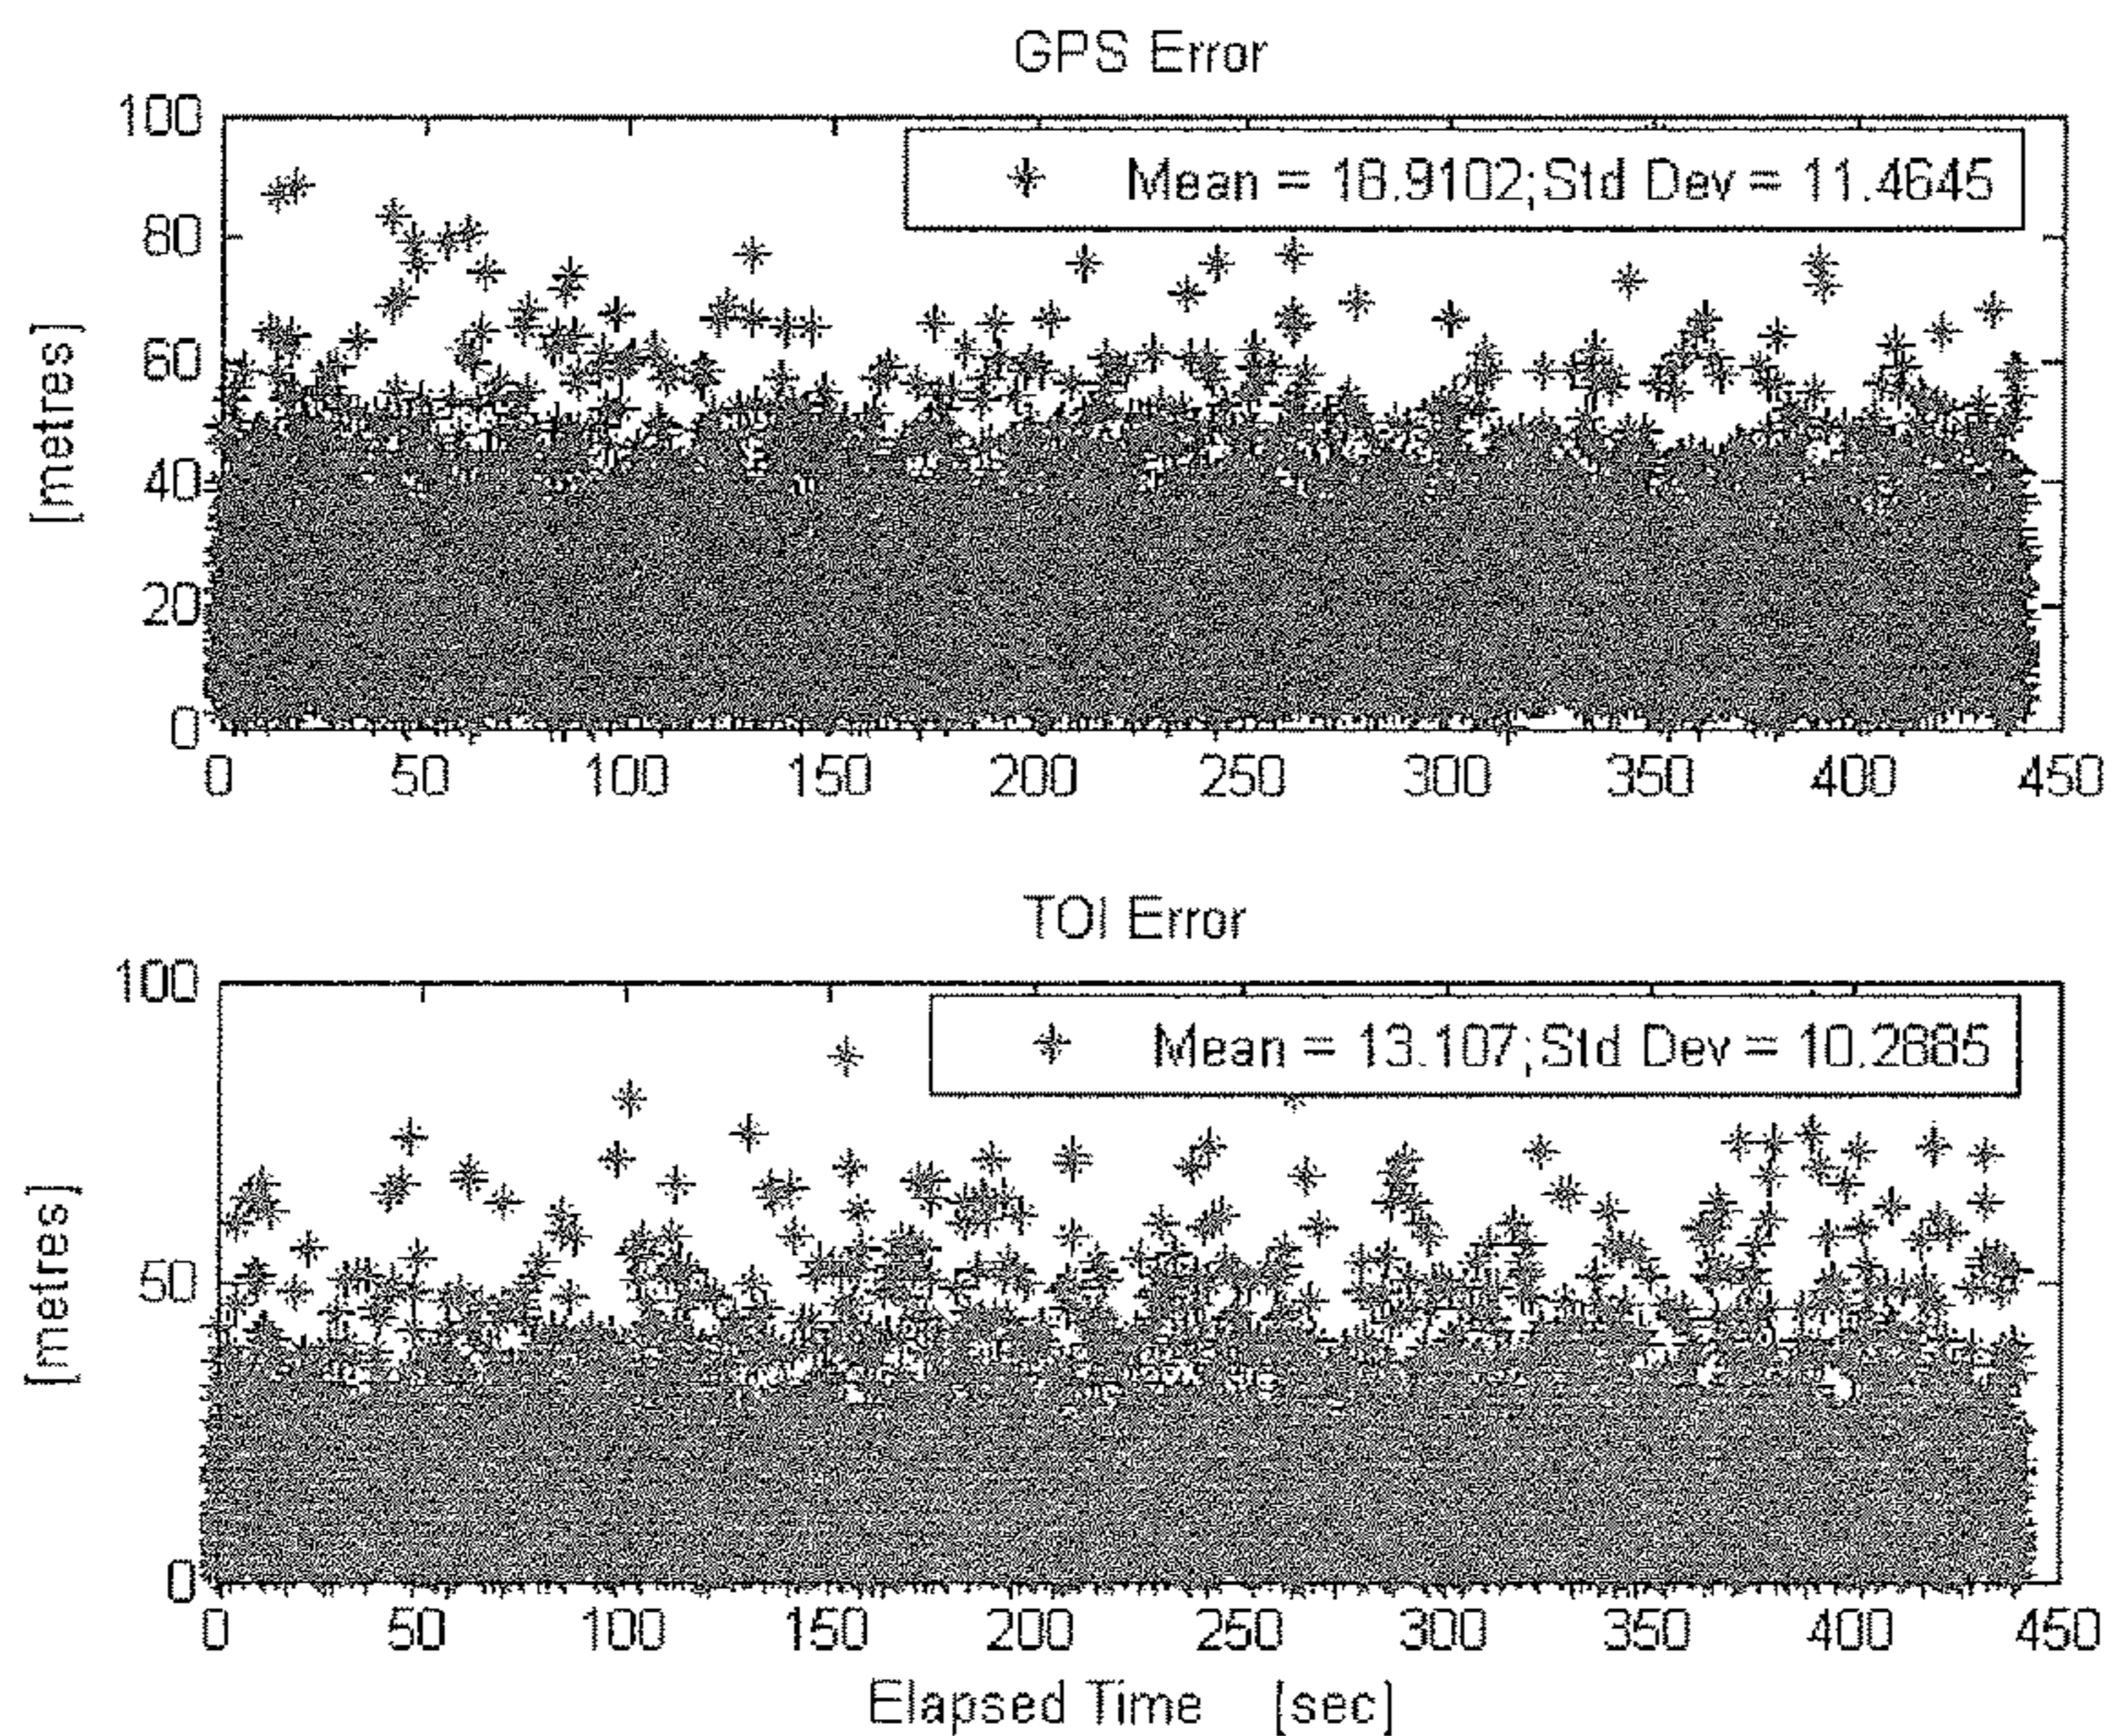 GPS Error
100
80
60
40
20
0
[metres]
Mean = 18.9102;Std Dev = 11.4645
0 50 100 150 200 250 300 350 400 450
TOI Error
100
50
0
[metres]
Mean = 13.107;Std Dev = 10.2885
0 50 100 150 200 250 300 350 400 450
Elapsed Time [sec]